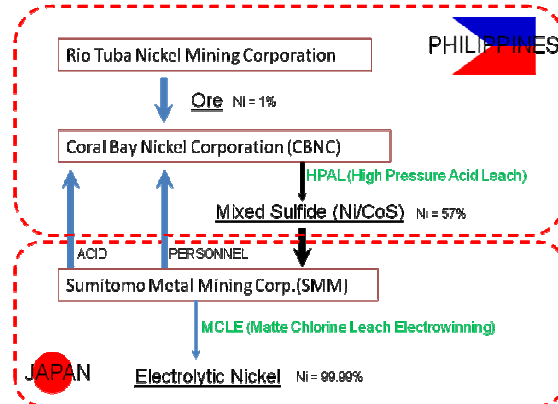 PHILIPPINES
Rio Tuba Nickel Mining Corporation
Ore Ni = 1%
Coral Bay Nickel Corporation (CBNC)
HPAL (High Pressure Acid Leach)
Mixed Sulfide (Ni/CoS) Ni = 57%
ACID PERSONNEL
Sumitomo Metal Mining Corp.(SMM)
MCLE (Matte Chlorine Leach Electrowinning)
JAPAN
Electrolytic Nickel Ni = 99.99%